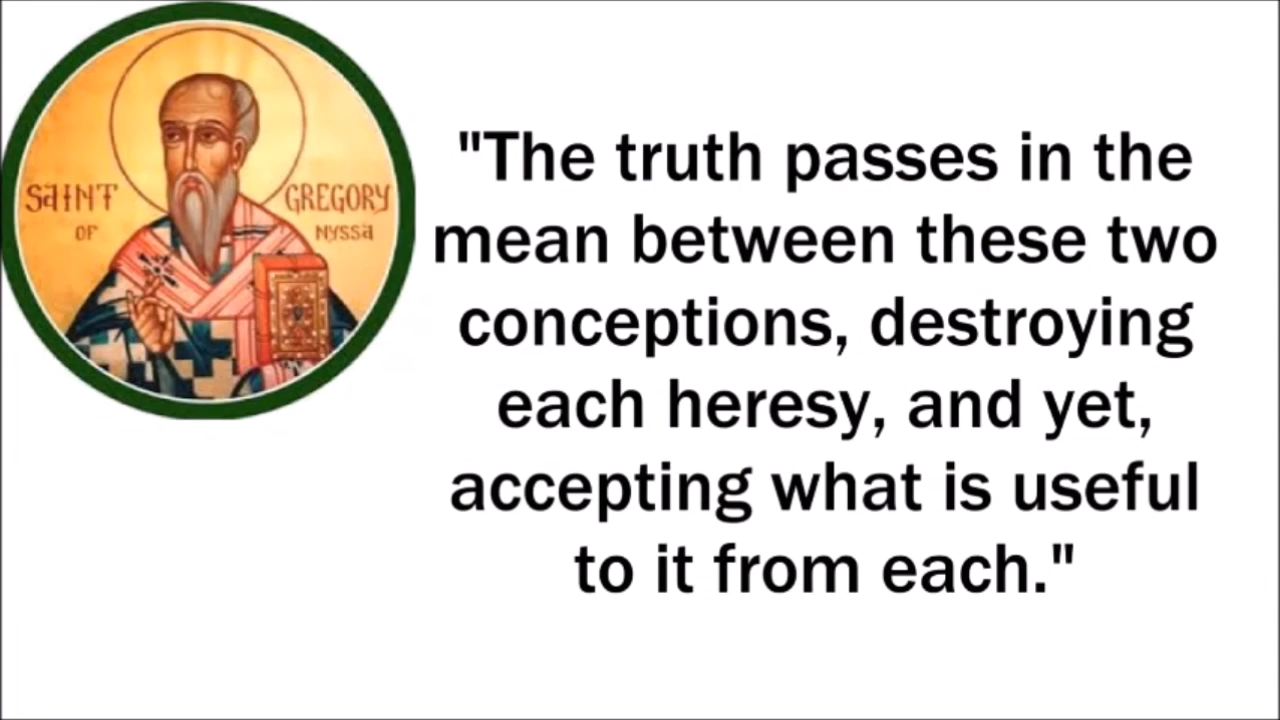 SAINT GREGORY
OF NYSSA
"The truth passes in the
mean between these two
conceptions, destroying
each heresy, and yet,
accepting what is useful
to it from each."